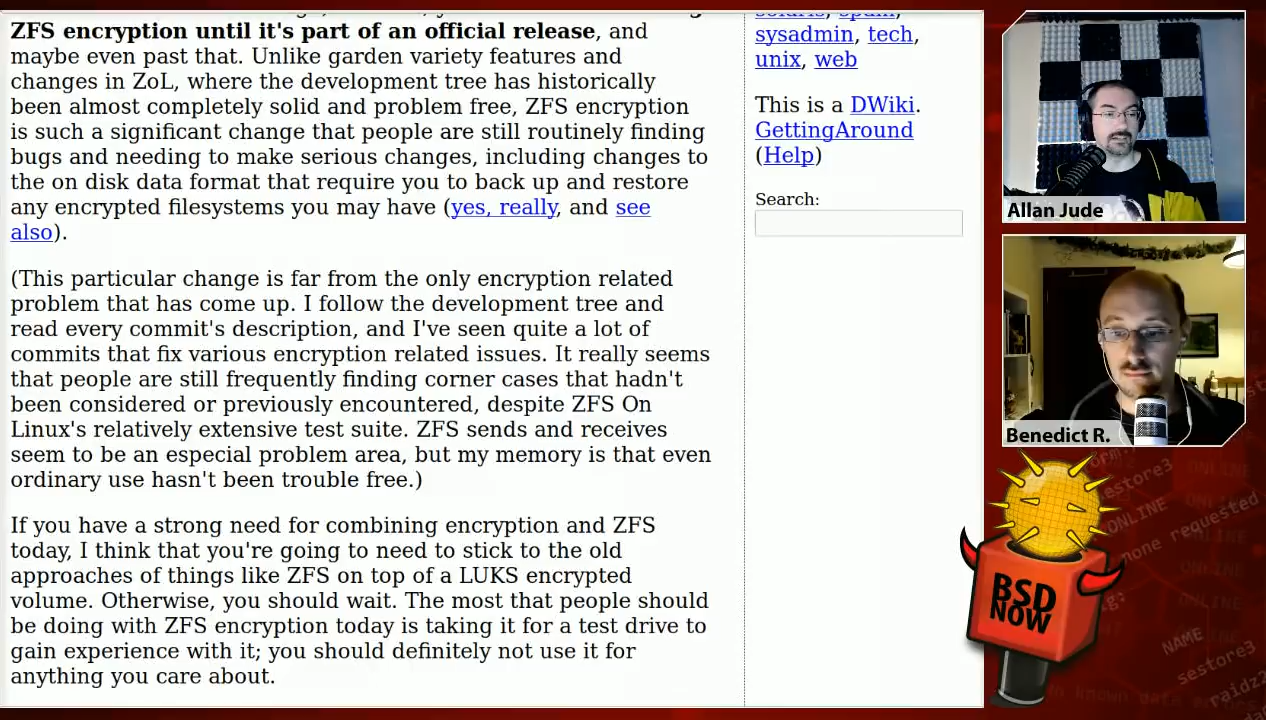 ZFS encryption until it's part of an official release, and
maybe even past that. Unlike garden variety features and
changes in ZoL, where the development tree has historically
been almost completely solid and problem free, ZFS encryption
is such a significant change that people are still routinely finding
bugs and needing to make serious changes, including changes to
the on disk data format that require you to back up and restore
any encrypted filesystems you may have (yes, really, and see
also).
(This particular change is far from the only encryption related
problem that has come up. I follow the development tree and
read every commit's description, and I've seen quite a lot of
commits that fix various encryption related issues. It really seems
that people are still frequently finding corner cases that hadn't
been considered or previously encountered, despite ZFS On
Linux's relatively extensive test suite. ZFS sends and receives
seem to be an especial problem area, but my memory is that even
ordinary use hasn't been trouble free.)
If you have a strong need for combining encryption and ZFS
today, I think that you're going to need to stick to the old
approaches of things like ZFS on top of a LUKS encrypted
volume. Otherwise, you should wait. The most that people should
be doing with ZFS encryption today is taking it for a test drive to
gain experience with it; you should definitely not use it for
anything you care about.
solaris, spam,
sysadmin, tech,
unix, web
This is a DWiki.
GettingAround
(Help)
Search:
Allan Jude
Benedict R.
BSD
NOW
ONLINE
ONLINE
none requested
ONLINE
ONLINE
NAME
sestore3
raidz2